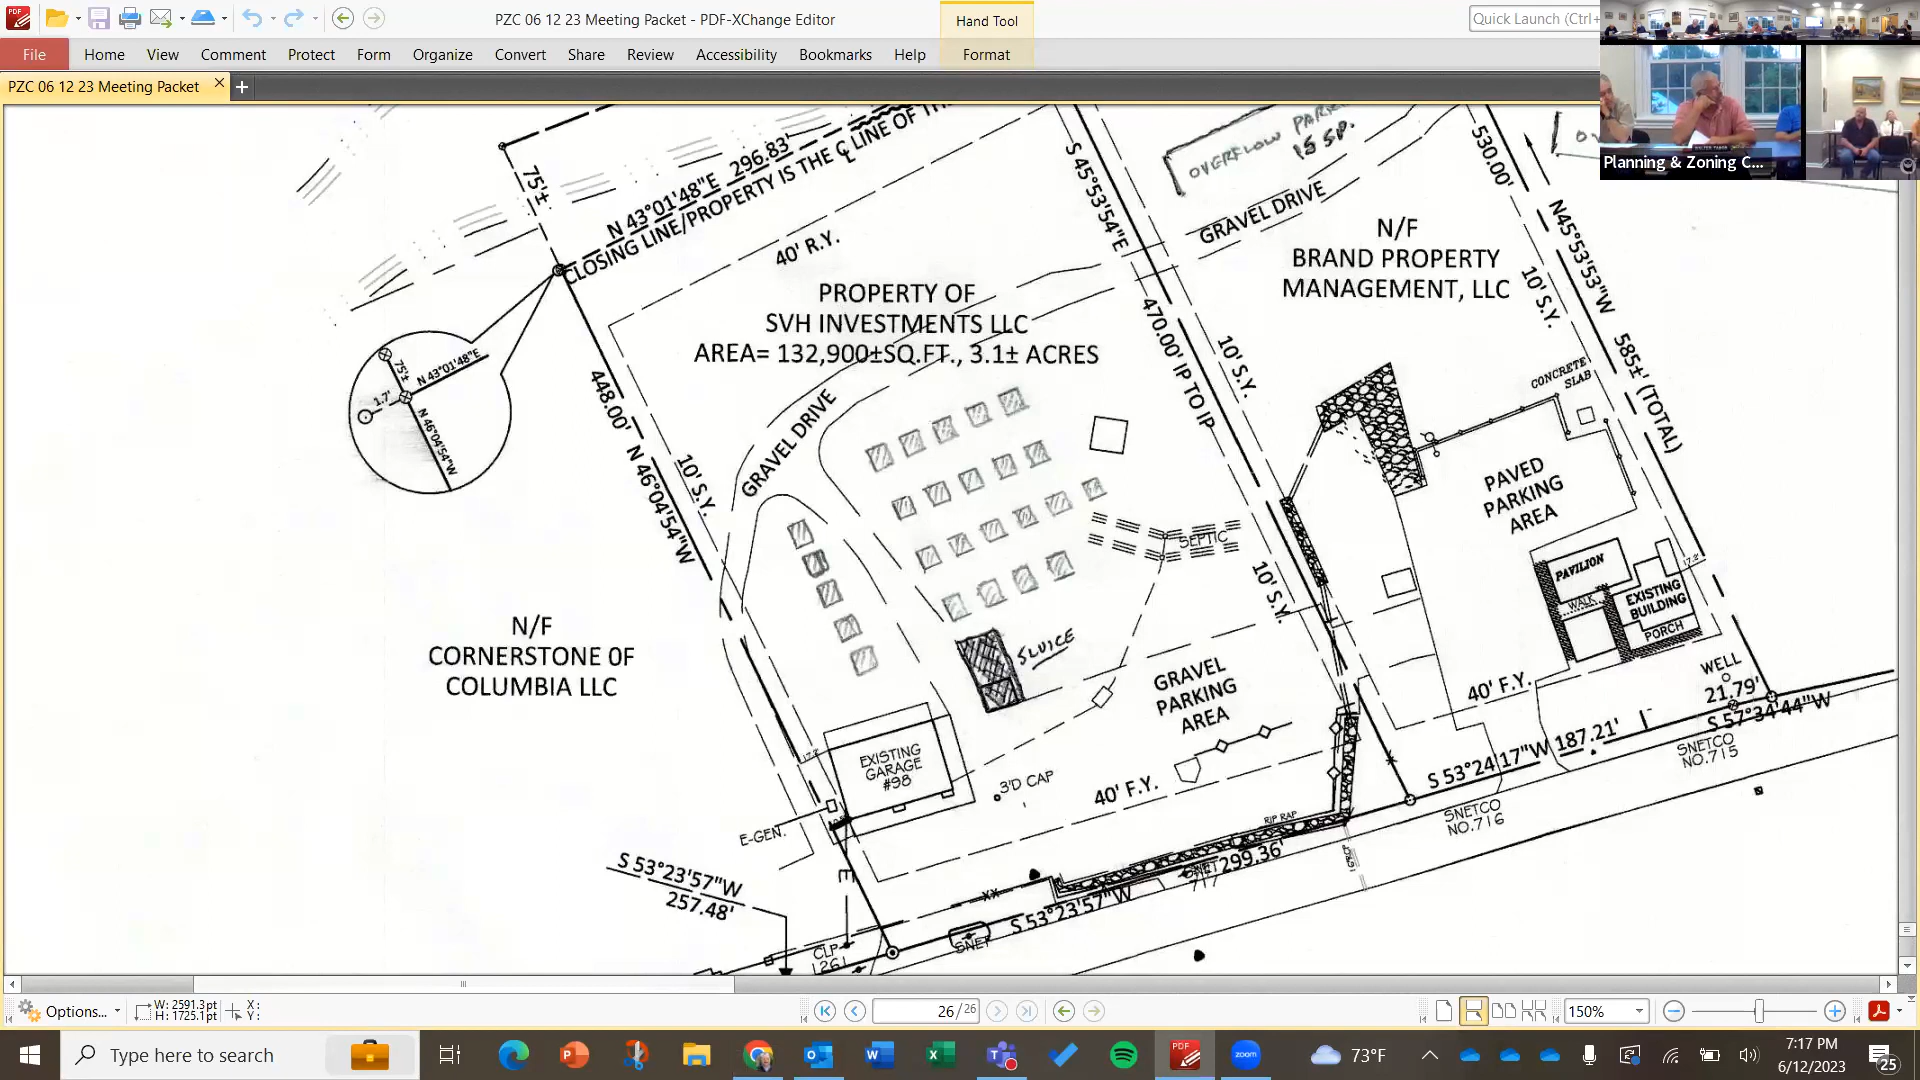 PZC 06 12 23 Meeting Packet - PDF-XChange Editor
Hand Tool
Quick Launch (Ctrl+
File Home View Comment Protect Form Organize Convert Share Review Accessibility Bookmarks Help Format
PZC 06 12 23 Meeting Packet
Planning & Zoning C...
75'±
N 43°01'48"E 296.83'
CLOSING LINE/PROPERTY IS THE ℄ LINE OF
40' R.Y.
S 45°53'54"E
470.00' IP TO IP
OVERFLOW
15 SP.
GRAVEL DRIVE
530.00'
N45°53'53"W 585±' (TOTAL)
N/F
BRAND PROPERTY
MANAGEMENT, LLC
10' S.Y.
10' S.Y.
PROPERTY OF
SVH INVESTMENTS LLC
AREA= 132,900±SQ.FT., 3.1± ACRES
75'±
N 43°01'48"E
1.7'
N 46°04'54"W
448.00' N 46°04'54"W
10' S.Y.
GRAVEL DRIVE
CONCRETE
SLAB
PAVED
PARKING
AREA
SEPTIC
10' S.Y.
PAVILION
WALK
EXISTING
BUILDING
PORCH
17.2'
N/F
CORNERSTONE OF
COLUMBIA LLC
SLUICE
GRAVEL
PARKING
AREA
40' F.Y.
WELL
21.79'
S 57°34'44"W
EXISTING
GARAGE
#98
3'D CAP
40' F.Y.
S 53°24'17"W 187.21'
SNETCO
NO.715
SNETCO
NO.716
E-GEN.
RIP RAP
S 53°23'57"W
257.48'
E
S 53°23'57"W
299.36'
SNET
717
SNET
CLP
1261
Options...
W: 2591.3pt
H: 1725.1pt
X:
Y:
26/26
150%
Type here to search
73°F
7:17 PM
6/12/2023
25